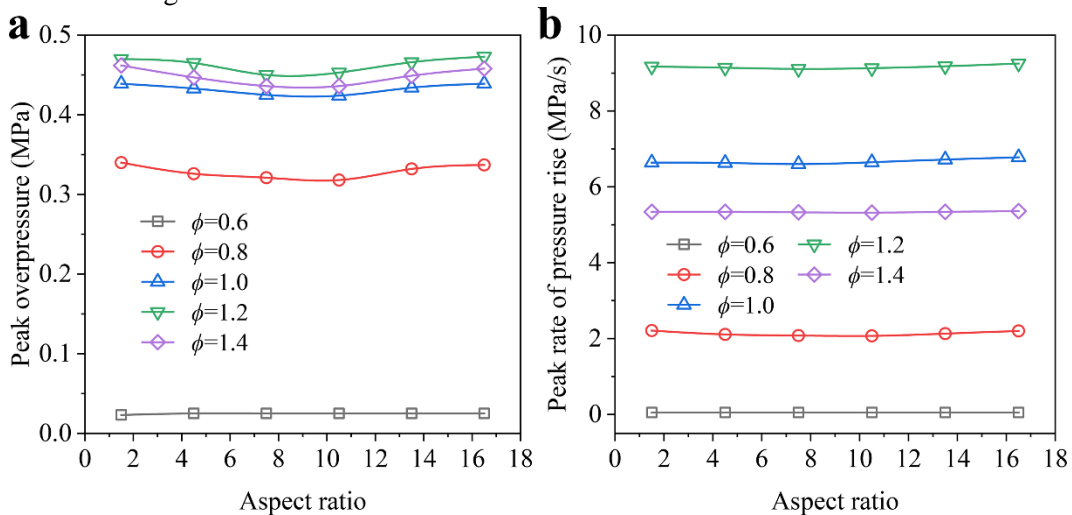 a
0.5
0.4
0.3
0.2
0.1
0.0
Peak overpressure (MPa)
ϕ=0.6
ϕ=0.8
ϕ=1.0
ϕ=1.2
ϕ=1.4
0 2 4 6 8 10 12 14 16 18
Aspect ratio
b
10
8
6
4
2
0
Peak rate of pressure rise (MPa/s)
ϕ=0.6 ϕ=1.2
ϕ=0.8 ϕ=1.4
ϕ=1.0
0 2 4 6 8 10 12 14 16 18
Aspect ratio